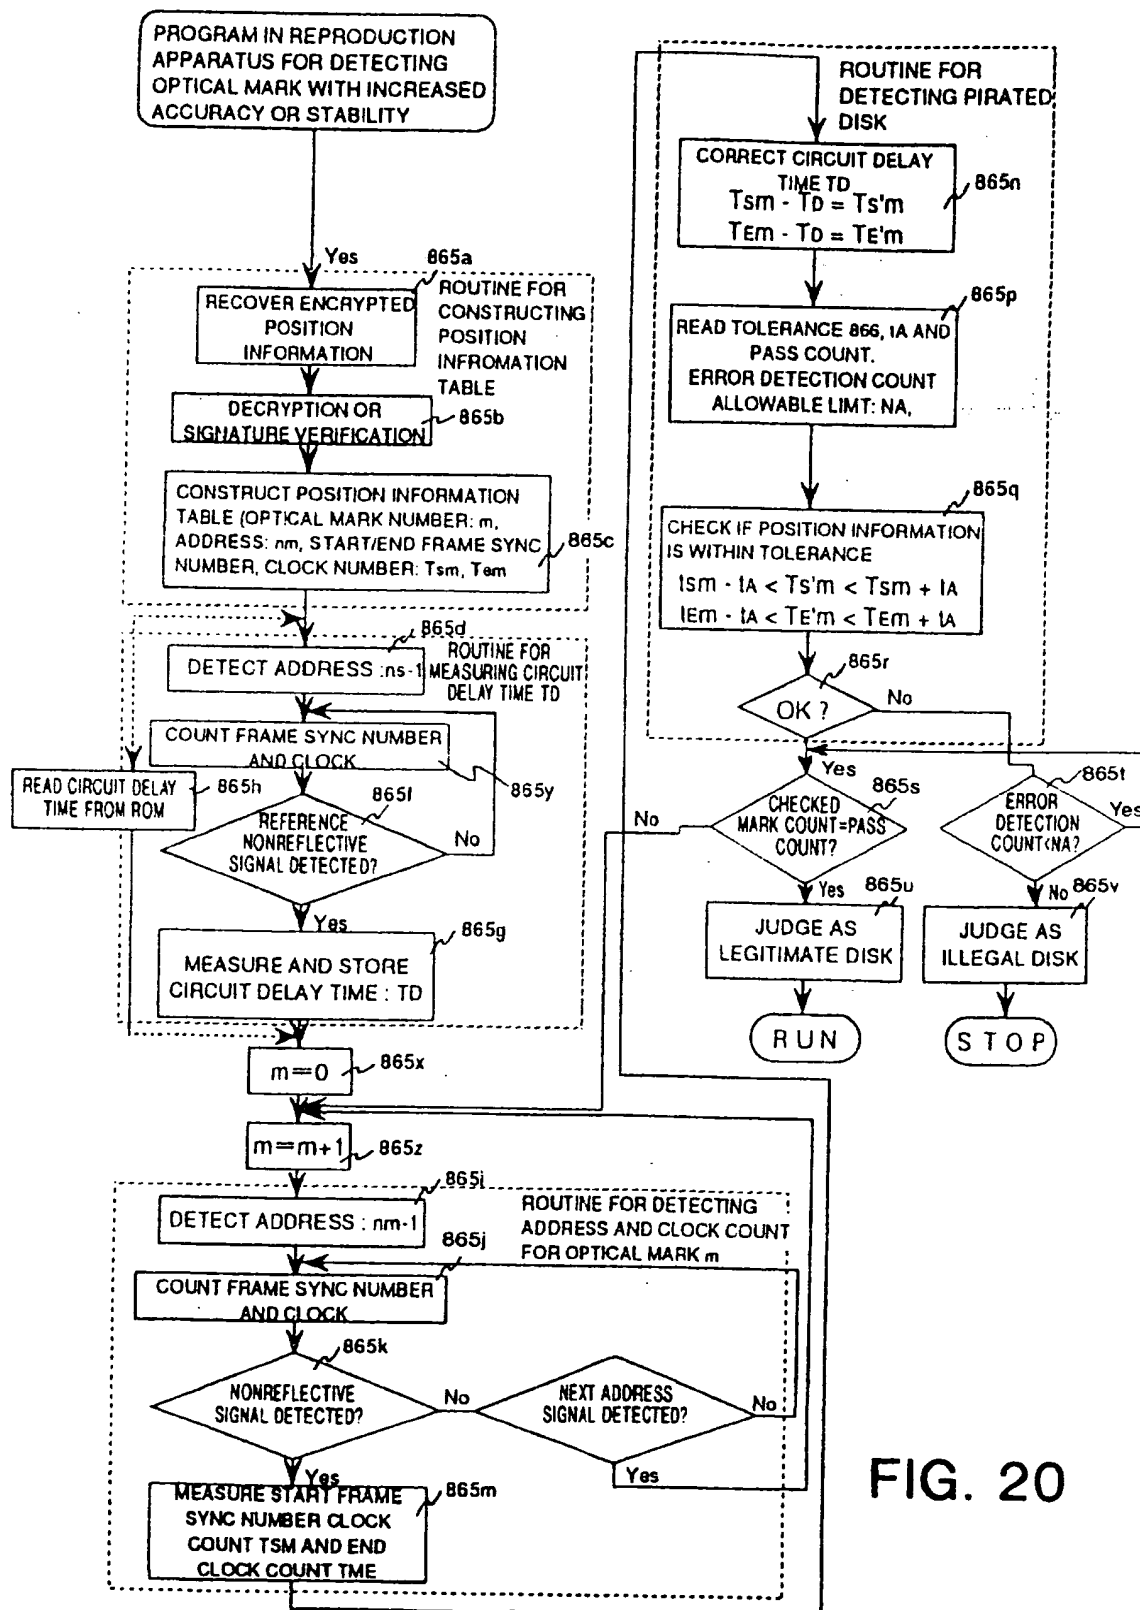 PROGRAM IN REPRODUCTION
APPARATUS FOR DETECTING
OPTICAL MARK WITH INCREASED
ACCURACY OR STABILITY
Yes
865a
ROUTINE FOR
CONSTRUCTING
POSITION
INFROMATION
TABLE
RECOVER ENCRYPTED
POSITION
INFORMATION
DECRYPTION OR
SIGNATURE VERIFICATION
865b
CONSTRUCT POSITION INFORMATION
TABLE (OPTICAL MARK NUMBER: m,
ADDRESS: nm, START/END FRAME SYNC
NUMBER, CLOCK NUMBER: Tsm, Tem
865c
865d
ROUTINE FOR
MEASURING CIRCUIT
DELAY TIME TD
DETECT ADDRESS :ns-1
COUNT FRAME SYNC NUMBER
AND CLOCK
865y
READ CIRCUIT DELAY
TIME FROM ROM
865h
865f
REFERENCE
NONREFLECTIVE
SIGNAL DETECTED?
No
Yes
865g
MEASURE AND STORE
CIRCUIT DELAY TIME : TD
m=0
865x
m=m+1
865z
865i
DETECT ADDRESS : nm-1
ROUTINE FOR DETECTING
ADDRESS AND CLOCK COUNT
FOR OPTICAL MARK m
865j
COUNT FRAME SYNC NUMBER
AND CLOCK
865k
NONREFLECTIVE
SIGNAL DETECTED?
No
NEXT ADDRESS
SIGNAL DETECTED?
No
Yes
Yes
MEASURE START FRAME
SYNC NUMBER CLOCK
COUNT TSM AND END
CLOCK COUNT TME
865m
ROUTINE FOR
DETECTING PIRATED
DISK
CORRECT CIRCUIT DELAY
TIME TD
Tsm - TD = Ts'm
TEm - TD = TE'm
865n
865p
READ TOLERANCE 866, tA AND
PASS COUNT.
ERROR DETECTION COUNT
ALLOWABLE LIMT: NA,
865q
CHECK IF POSITION INFORMATION
IS WITHIN TOLERANCE
tsm - tA < Ts'm < Tsm + tA
tEm - tA < TE'm < TEm + tA
865r
OK ?
No
Yes
865s
CHECKED
MARK COUNT=PASS
COUNT?
No
Yes
865t
ERROR
DETECTION
COUNT<NA?
Yes
No
865u
JUDGE AS
LEGITIMATE DISK
865v
JUDGE AS
ILLEGAL DISK
RUN
STOP
FIG. 20